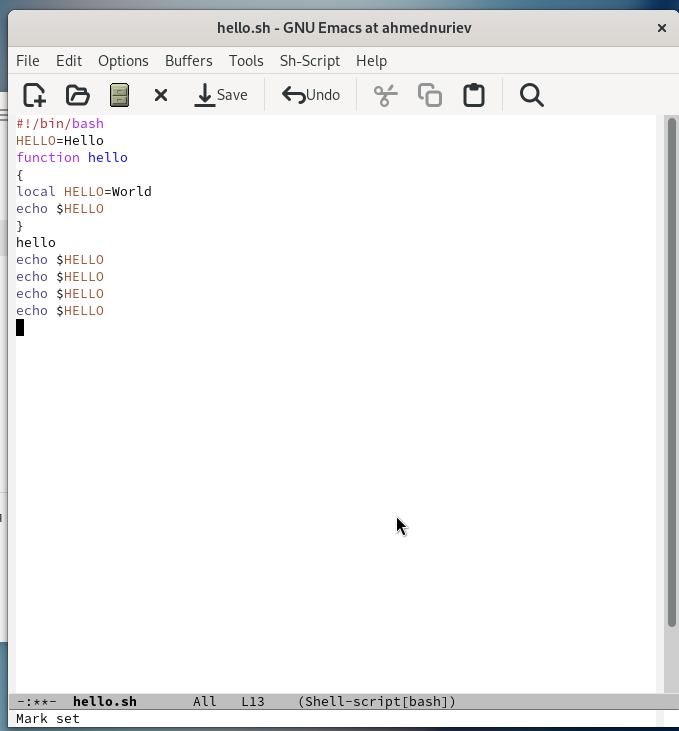 hello.sh - GNU Emacs at ahmednuriev ×
File Edit Options Buffers Tools Sh-Script Help
Save Undo
#!/bin/bash
HELLO=Hello
function hello
{
local HELLO=World
echo $HELLO
}
hello
echo $HELLO
echo $HELLO
echo $HELLO
echo $HELLO
-:**- hello.sh All L13 (Shell-script[bash])
Mark set